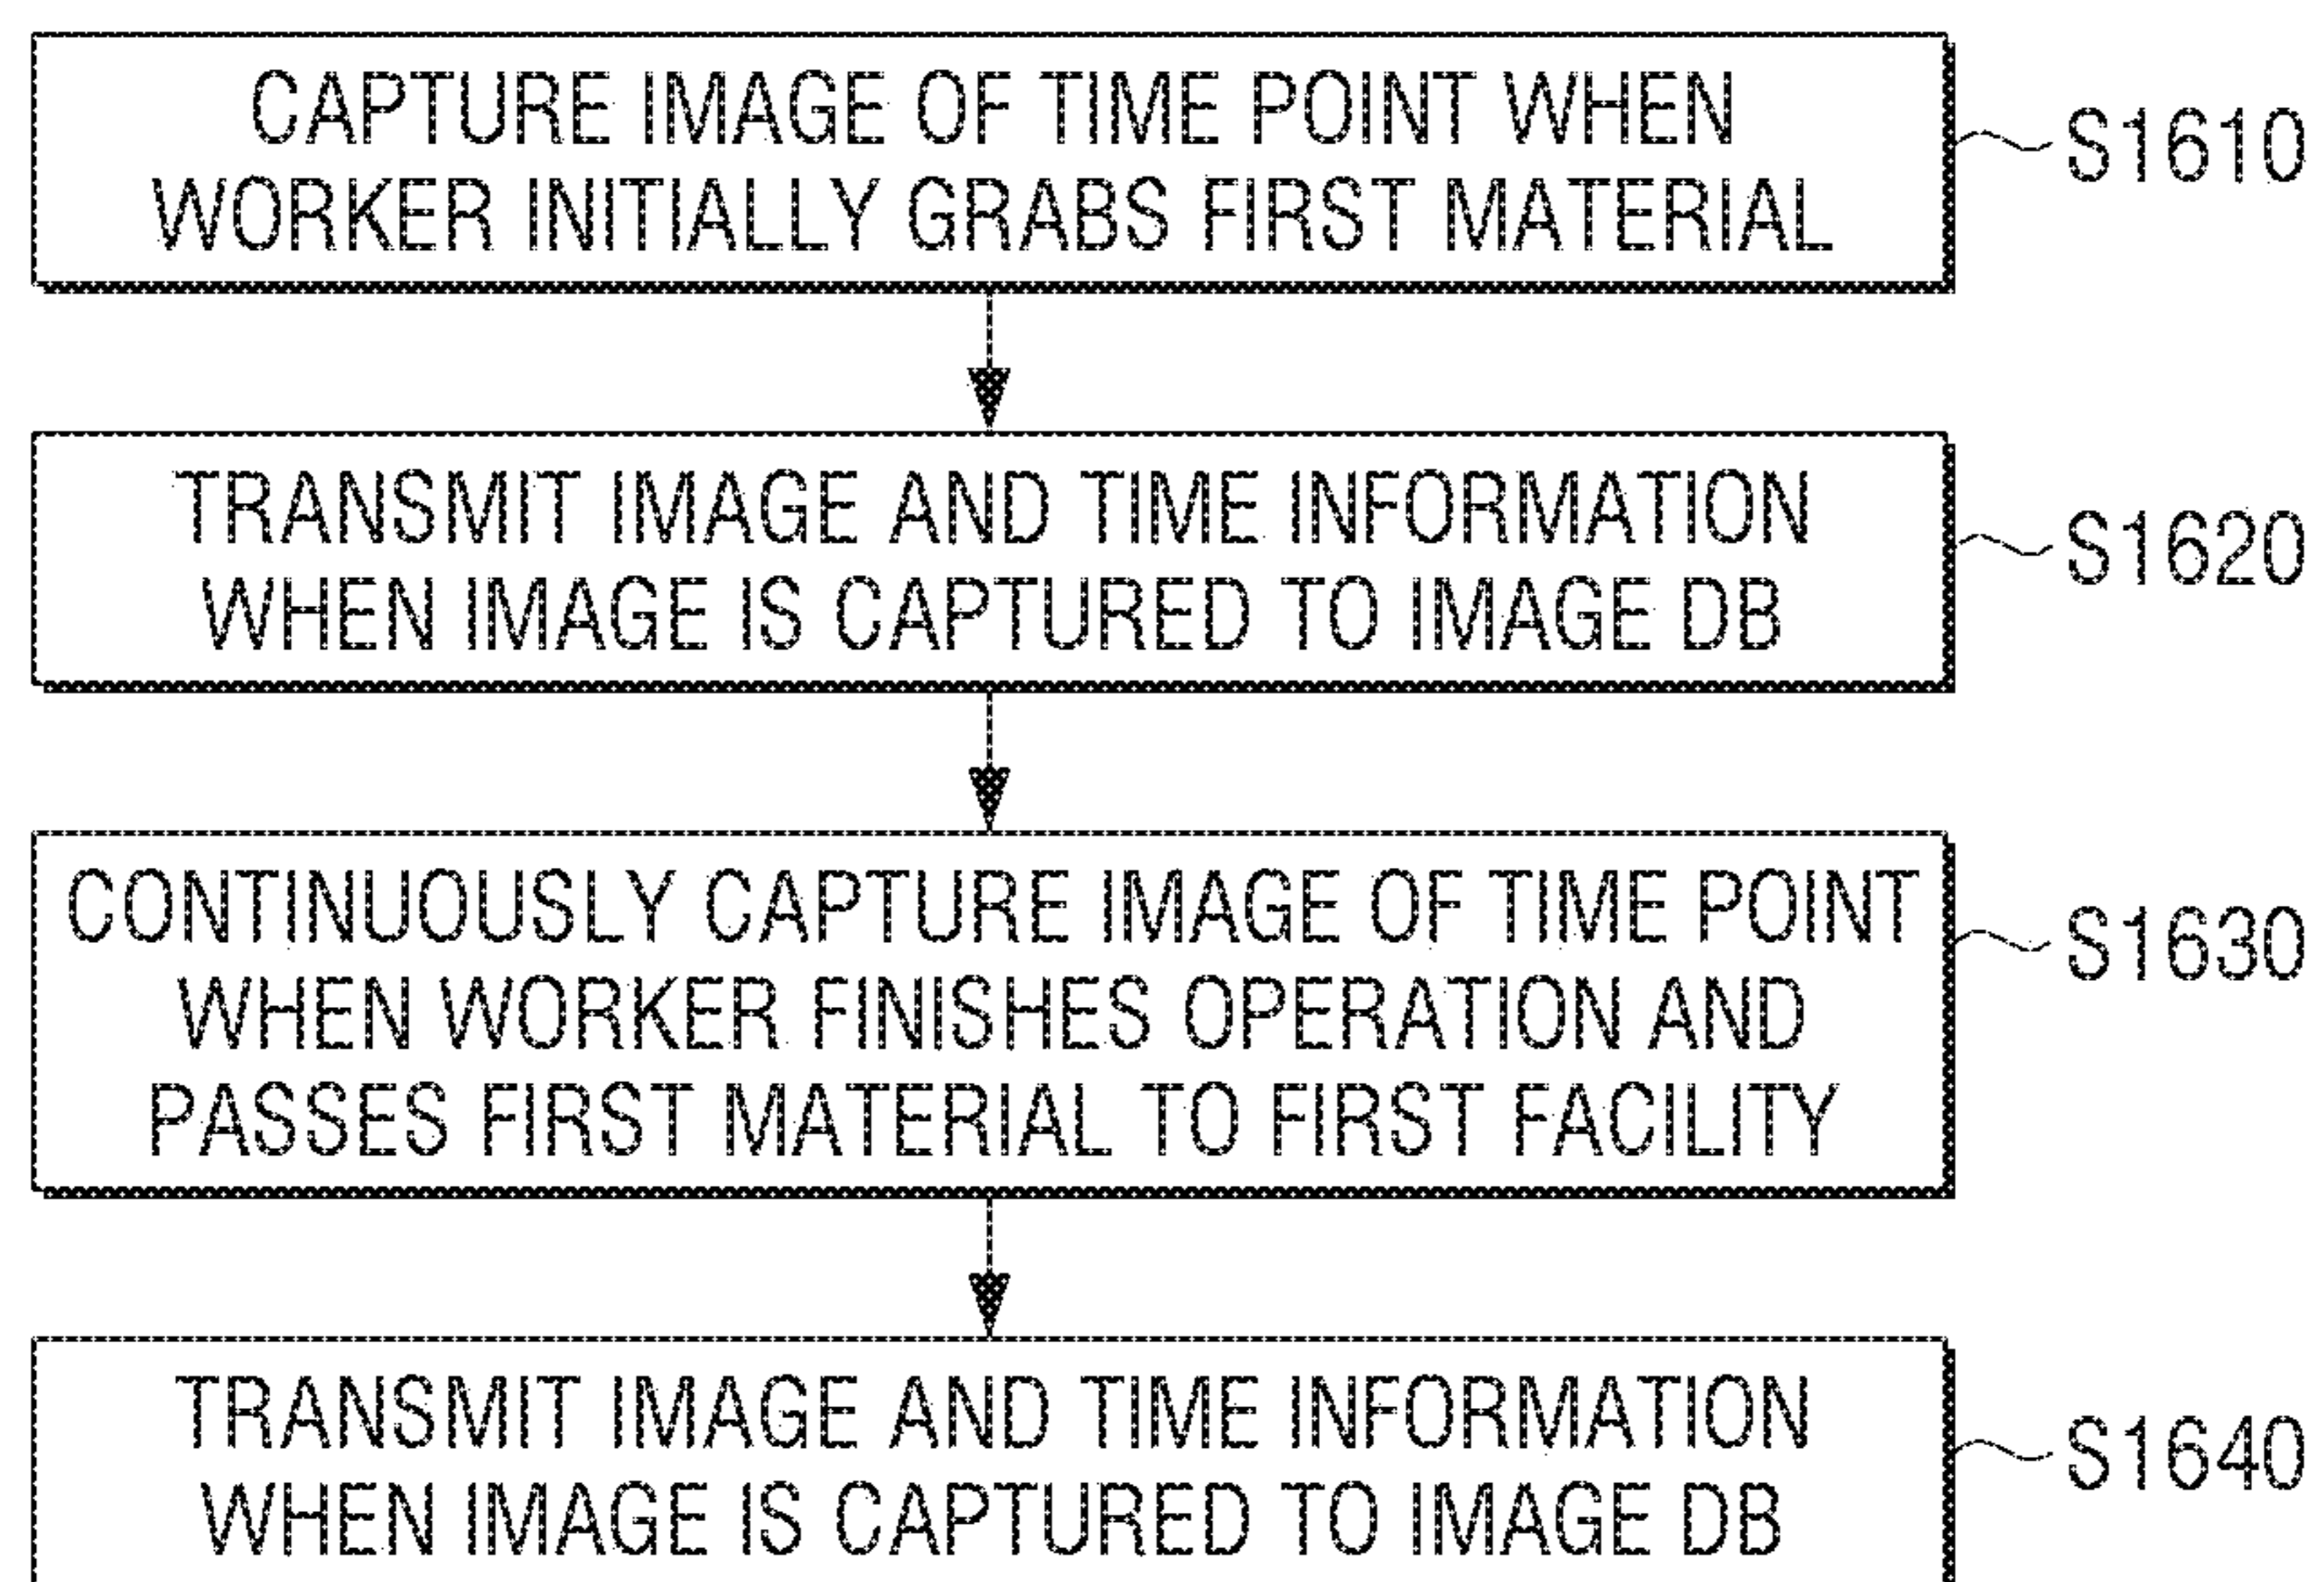 CAPTURE IMAGE OF TIME POINT WHEN
WORKER INITIALLY GRABS FIRST MATERIAL
S1610
TRANSMIT IMAGE AND TIME INFORMATION
WHEN IMAGE IS CAPTURED TO IMAGE DB
S1620
CONTINUOUSLY CAPTURE IMAGE OF TIME POINT
WHEN WORKER FINISHES OPERATION AND
PASSES FIRST MATERIAL TO FIRST FACILITY
S1630
TRANSMIT IMAGE AND TIME INFORMATION
WHEN IMAGE IS CAPTURED TO IMAGE DB
S1640